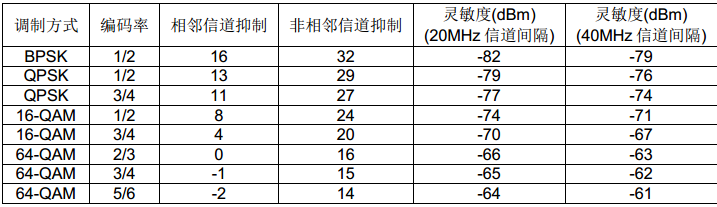 调制方式 编码率 相邻信道抑制 非相邻信道抑制 灵敏度(dBm) 灵敏度(dBm)
(20MHz 信道间隔) (40MHz 信道间隔)
BPSK 1/2 16 32 -82 -79
QPSK 1/2 13 29 -79 -76
QPSK 3/4 11 27 -77 -74
16-QAM 1/2 8 24 -74 -71
16-QAM 3/4 4 20 -70 -67
64-QAM 2/3 0 16 -66 -63
64-QAM 3/4 -1 15 -65 -62
64-QAM 5/6 -2 14 -64 -61